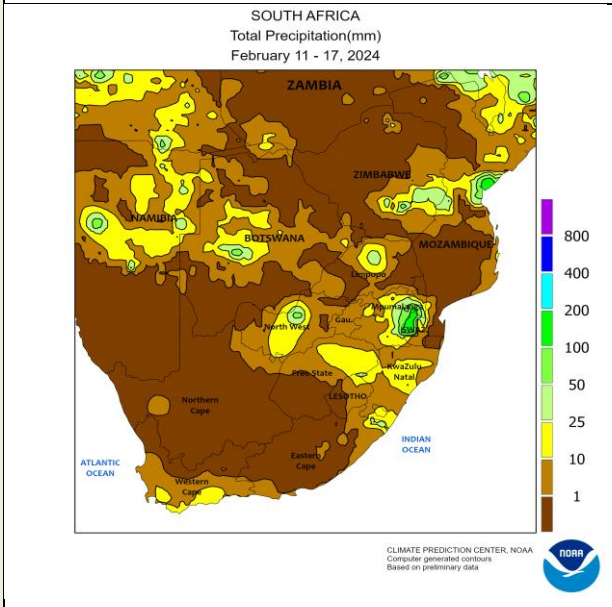 SOUTH AFRICA
Total Precipitation(mm)
February 11 - 17, 2024
ZAMBIA
ZIMBABWE
NAMIBIA
BOTSWANA
MOZAMBIQUE
Limpopo
Mpumalanga
North West
Gau.
SWAZI
Free State
KwaZulu
Natal
LESOTHO
Northern
Cape
INDIAN
OCEAN
Eastern
Cape
ATLANTIC
OCEAN
Western
Cape
800
400
200
100
50
25
10
1
CLIMATE PREDICTION CENTER, NOAA
Computer generated contours
Based on preliminary data
NOAA